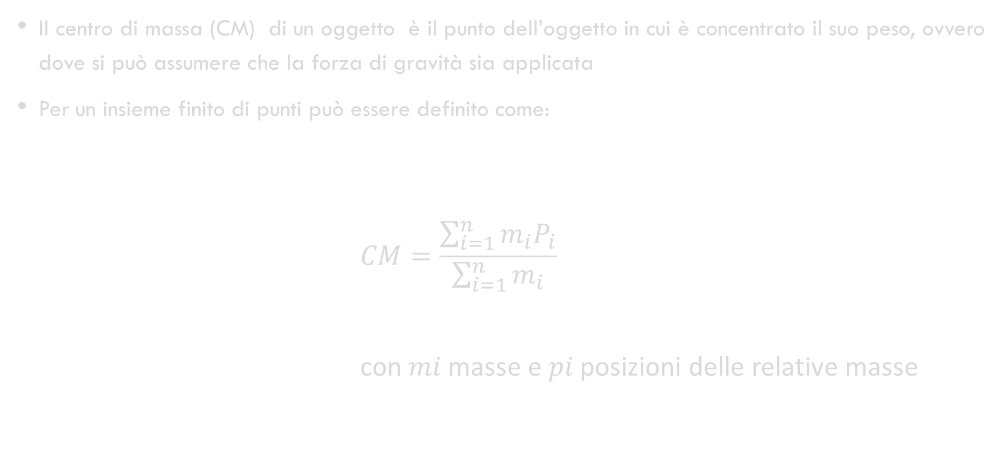 • Il centro di massa (CM)  di un oggetto  è il punto dell’oggetto in cui è concentrato il suo peso, ovvero
dove si può assumere che la forza di gravità sia applicata
• Per un insieme finito di punti può essere definito come:
$CM = \frac{\sum_{i=1}^{n} m_i P_i}{\sum_{i=1}^{n} m_i}$
con 𝑚𝑖 masse e 𝑝𝑖 posizioni delle relative masse